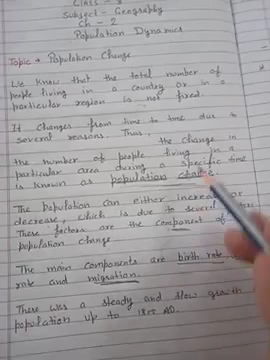 CLASS - 8
Subject - Geography
Ch - 2
Population Dynamics
Topic → Population Change
We know that the total number of
people living in a country or in a
particular region is not fixed.
It changes from time to time due to
several reasons. Thus,
the change in
the number of people living in a
particular area during a specific time
is known as population change.
The population can either increase or
decrease, which is due to several
These factors are the component of
population change
The main components are birth rate
rate and migration.
There was a steady and slow growth
population up to 1800 AD.